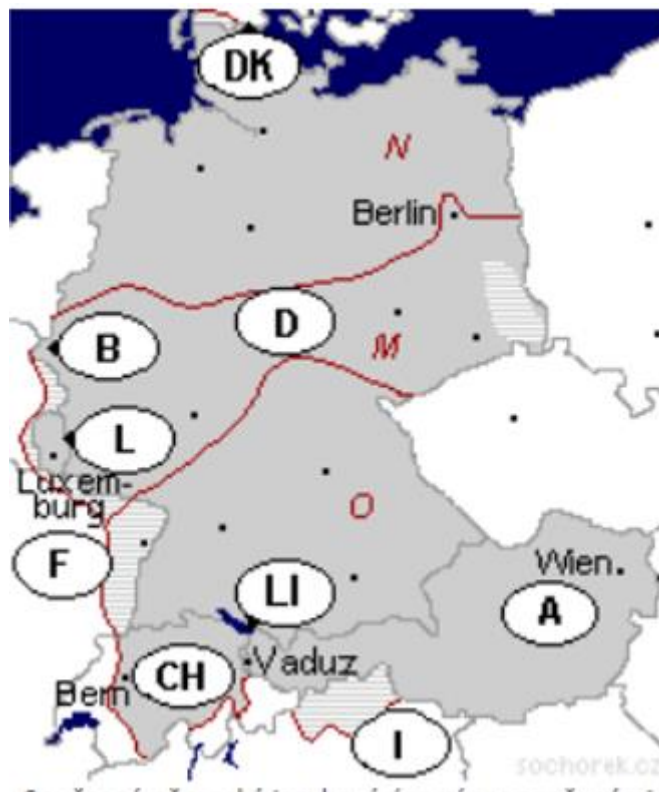 DK
N
Berlin
D
B
M
L
Luxem-
burg
O
F
LI
Wien
A
Vaduz
CH
Bern
I
sochorek.cz